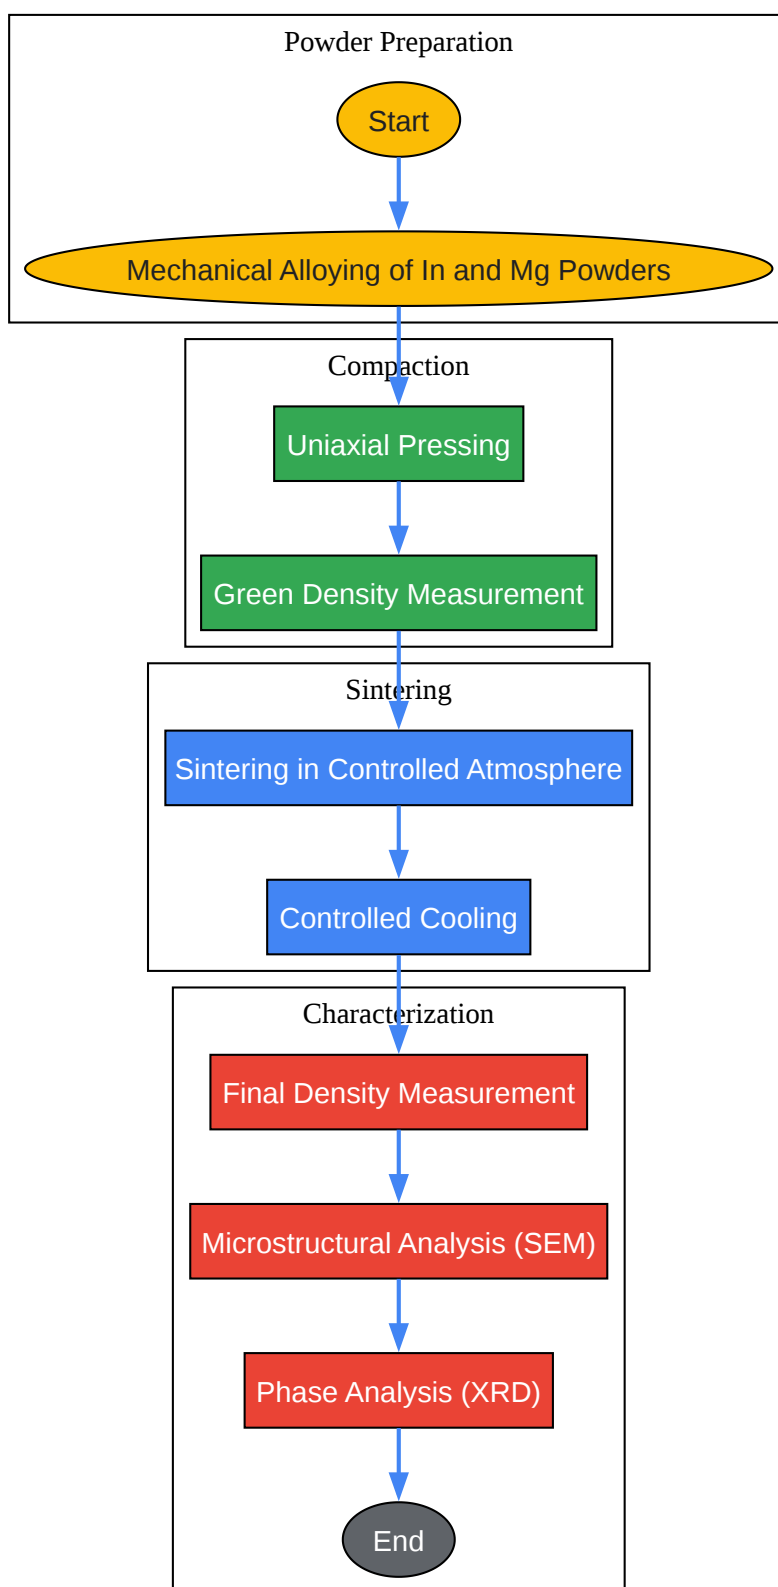 Powder Preparation
Start
Mechanical Alloying of In and Mg Powders
Compaction
Uniaxial Pressing
Green Density Measurement
Sintering
Sintering in Controlled Atmosphere
Controlled Cooling
Characterization
Final Density Measurement
Microstructural Analysis (SEM)
Phase Analysis (XRD)
End